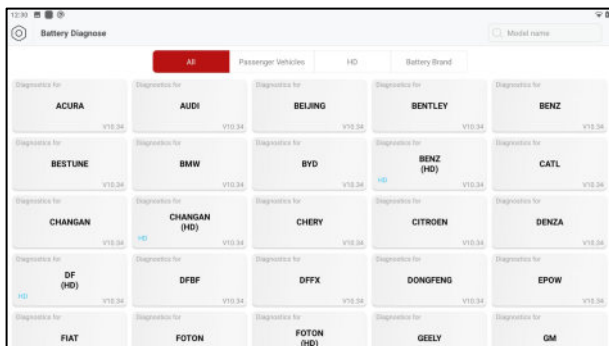 12:30
Battery Diagnose
Model name
All Passenger Vehicles HD Battery Brand
Diagnostics for Diagnostics for Diagnostics for Diagnostics for Diagnostics for
ACURA AUDI BEIJING BENTLEY BENZ
V10.34 V10.34 V10.34 V10.34 V10.34
Diagnostics for Diagnostics for Diagnostics for Diagnostics for Diagnostics for
BESTUNE BMW BYD BENZ (HD) CATL
V10.34 V10.34 V10.34 HD V10.34 V10.34
Diagnostics for Diagnostics for Diagnostics for Diagnostics for Diagnostics for
CHANGAN CHANGAN (HD) CHERY CITROEN DENZA
V10.34 HD V10.34 V10.34 V10.34 V10.34
Diagnostics for Diagnostics for Diagnostics for Diagnostics for Diagnostics for
DF (HD) DFBF DFFX DONGFENG EPOW
HD V10.34 V10.34 V10.34 V10.34 V10.34
Diagnostics for Diagnostics for Diagnostics for Diagnostics for Diagnostics for
FIAT FOTON FOTON (HD) GEELY GM